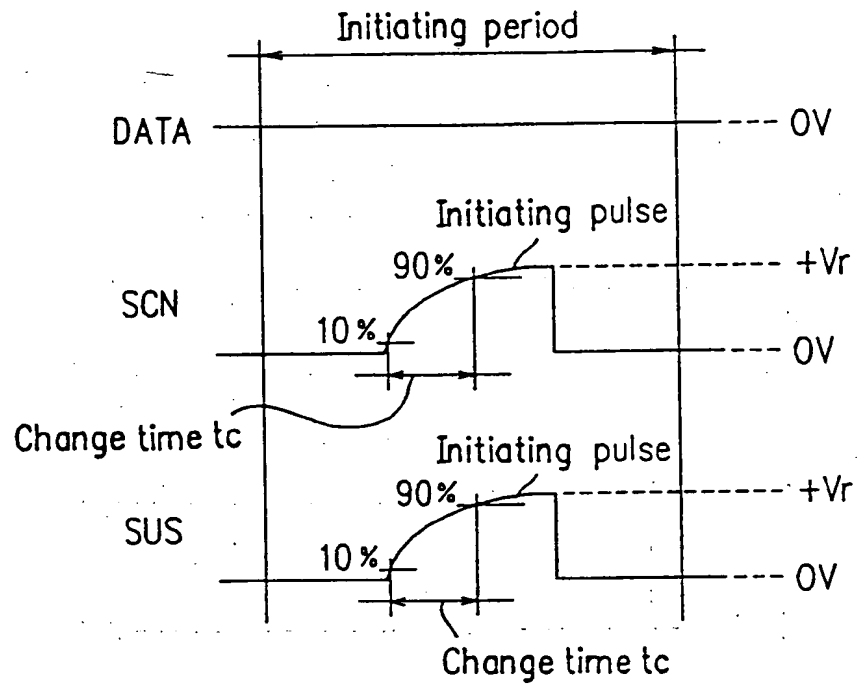 Initiating period
DATA
0V
Initiating pulse
90%
+Vr
SCN
10%
0V
Change time tc
Initiating pulse
90%
+Vr
SUS
10%
0V
Change time tc